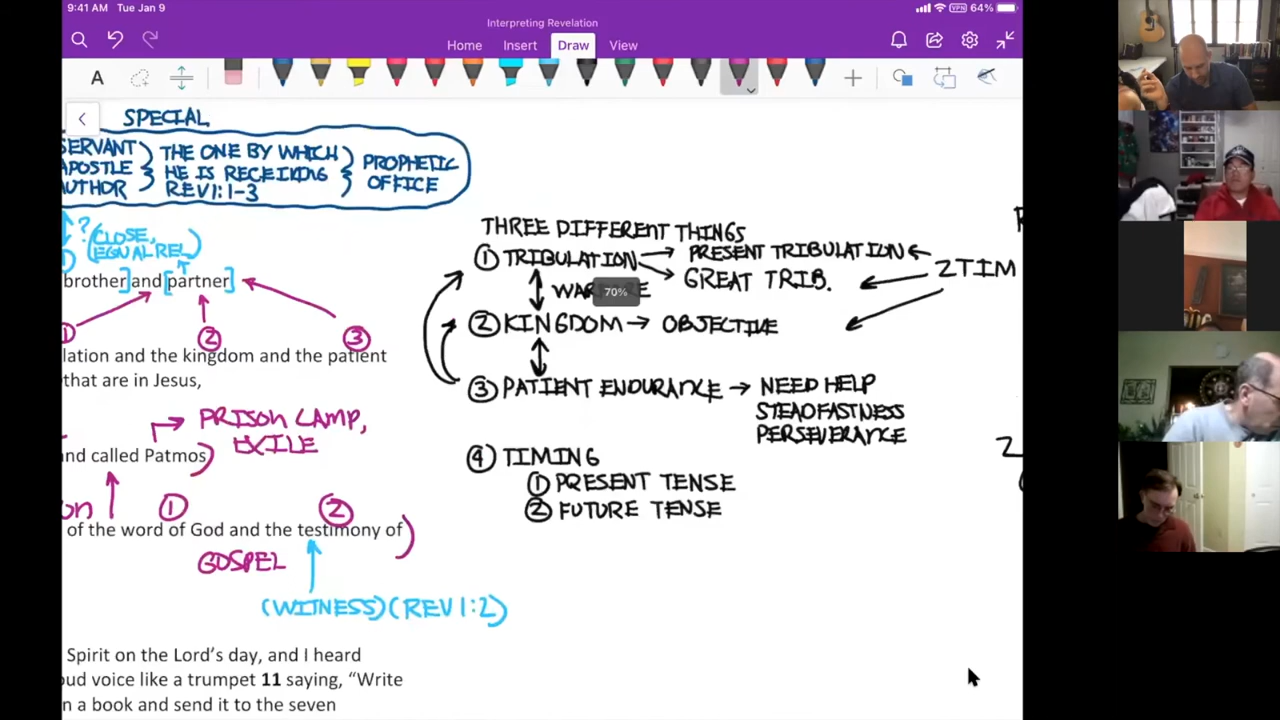 9:41 AM Tue Jan 9
VPN 64%
Interpreting Revelation
Home Insert Draw View
SPECIAL
SERVANT
APOSTLE
AUTHOR
THE ONE BY WHICH
HE IS RECEIVING
REV 1:1-3
PROPHETIC
OFFICE
? (CLOSE,
EQUAL REL)
brother] and [partner]
① ② ③
lation and the kingdom and the patient
that are in Jesus,
PRISON CAMP,
EXILE
nd called Patmos)
on ① ②
of the word of God and the testimony of)
GOSPEL
(WITNESS) (REV 1:2)
Spirit on the Lord's day, and I heard
oud voice like a trumpet 11 saying, "Write
n a book and send it to the seven
THREE DIFFERENT THINGS
① TRIBULATION → PRESENT TRIBULATION
GREAT TRIB.
2 TIM
70%
② KINGDOM → OBJECTIVE
③ PATIENT ENDURANCE → NEED HELP
STEADFASTNESS
PERSEVERANCE
④ TIMING
① PRESENT TENSE
② FUTURE TENSE
2